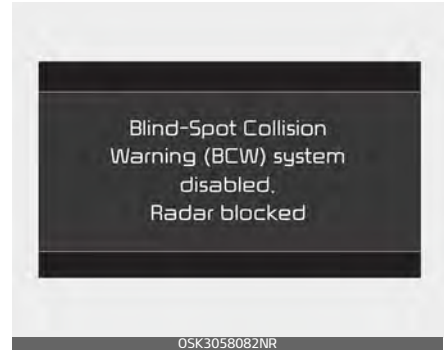 Blind-Spot Collision
Warning (BCW) system
disabled.
Radar blocked
OSK3058082NR